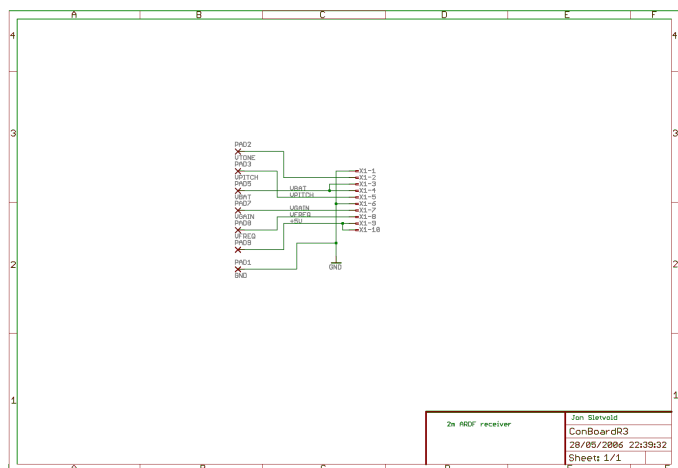 A B C D E F
4 4
PAD2
VTONE
PAD3
VPITCH
PAD5
VBAT
PAD7
VGAIN
PAD8
VFREQ
PAD9
PAD1
GND
VBAT
VPITCH
VGAIN
VFREQ
+5V
X1-1
X1-2
X1-3
X1-4
X1-5
X1-6
X1-7
X1-8
X1-9
X1-10
GND
3 3
2 2
1 1
2m ARDF receiver
Jon Sletvold
ConBoardR3
28/05/2006 22:39:32
Sheet: 1/1
A B C D E F